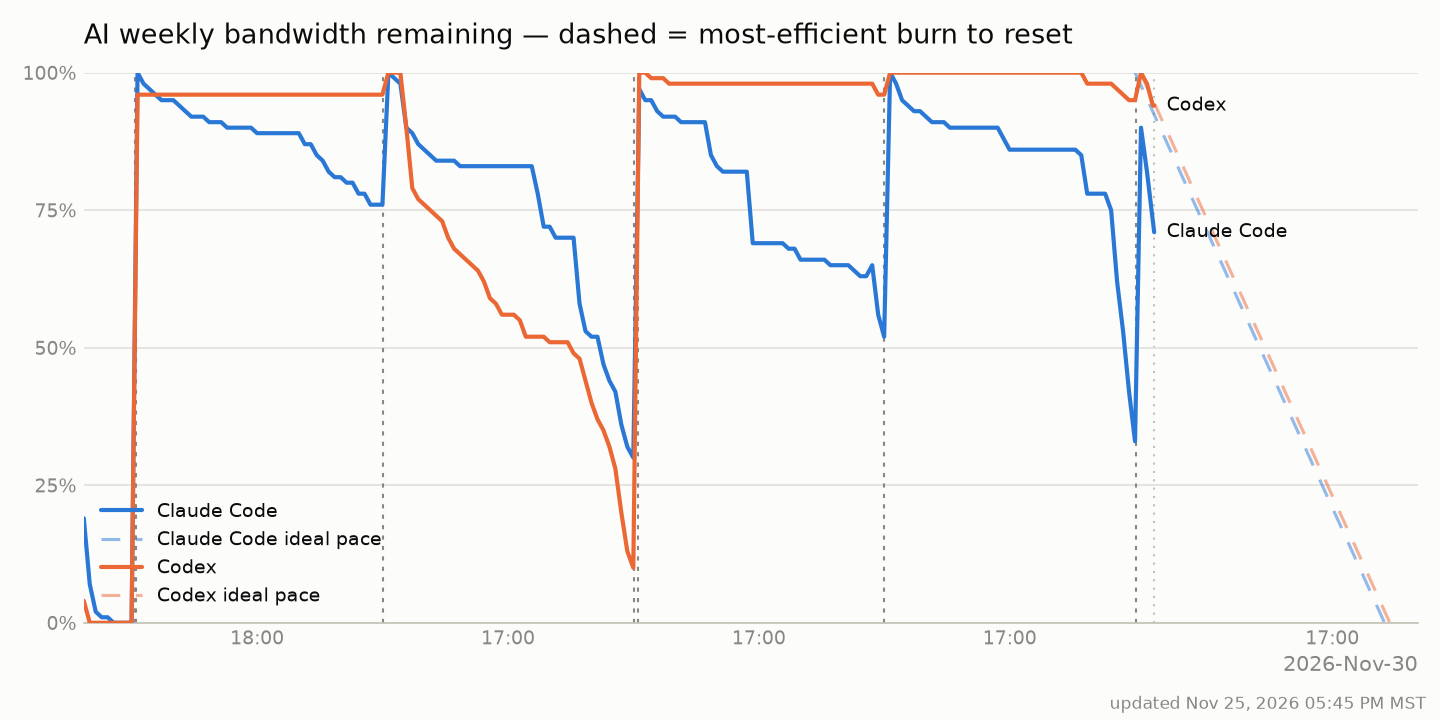 AI weekly bandwidth remaining — dashed = most-efficient burn to reset
100%
75%
50%
25%
0%
Codex
Claude Code
Claude Code
Claude Code ideal pace
Codex
Codex ideal pace
18:00 17:00 17:00 17:00 17:00
2026-Nov-30
updated Nov 25, 2026 05:45 PM MST